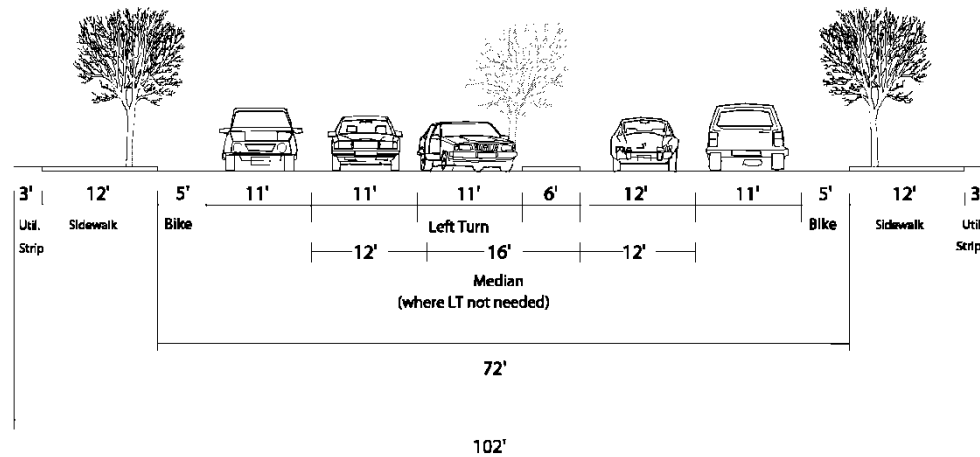 3' 12' 5' 11' 11' 11' 6' 12' 11' 5' 12' 3'
Util. Sidewalk Bike Left Turn Bike Sidewalk Util.
Strip Strip
12' 16' 12'
Median
(where LT not needed)
72'
102'